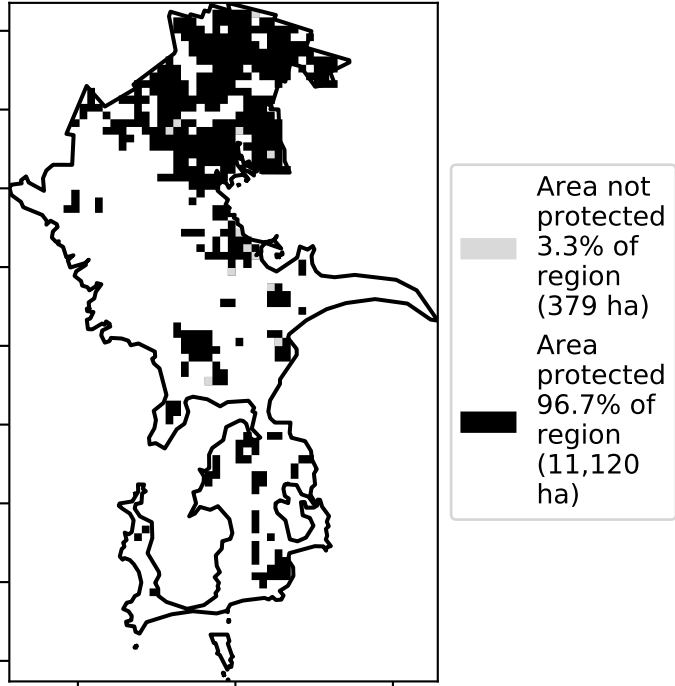 Area not
protected
3.3% of
region
(379 ha)
Area
protected
96.7% of
region
(11,120
ha)